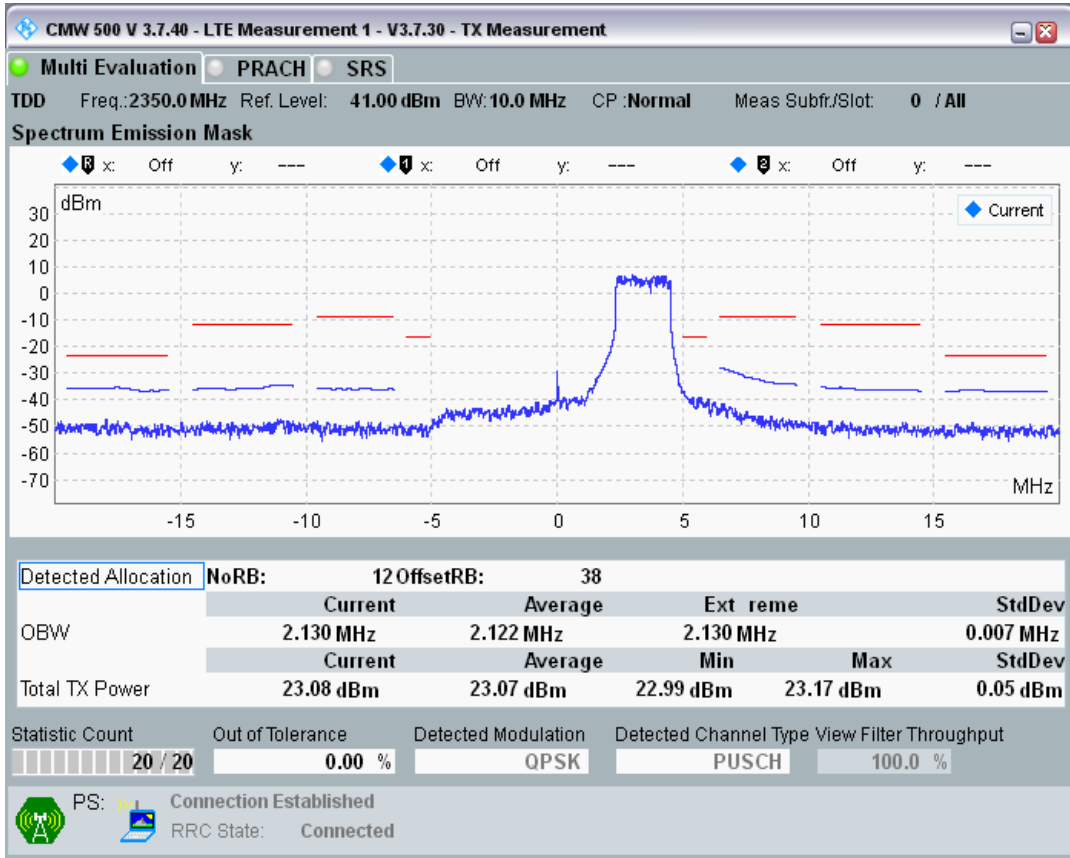 CMW 500 V 3.7.40 - LTE Measurement 1 - V3.7.30 - TX Measurement
Multi Evaluation PRACH SRS
TDD Freq.:2350.0 MHz Ref. Level: 41.00 dBm BW: 10.0 MHz CP :Normal Meas Subfr./Slot: 0 / All
Spectrum Emission Mask
R x: Off y: --- 1 x: Off y: --- 2 x: Off y: ---
dBm
Current
30
20
10
0
-10
-20
-30
-40
-50
-60
-70
MHz
-15 -10 -5 0 5 10 15
Detected Allocation NoRB: 12 OffsetRB: 38
Current Average Ext reme StdDev
OBW 2.130 MHz 2.122 MHz 2.130 MHz 0.007 MHz
Current Average Min Max StdDev
Total TX Power 23.08 dBm 23.07 dBm 22.99 dBm 23.17 dBm 0.05 dBm
Statistic Count Out of Tolerance Detected Modulation Detected Channel Type View Filter Throughput
20 / 20 0.00 % QPSK PUSCH 100.0 %
PS: Connection Established
RRC State: Connected